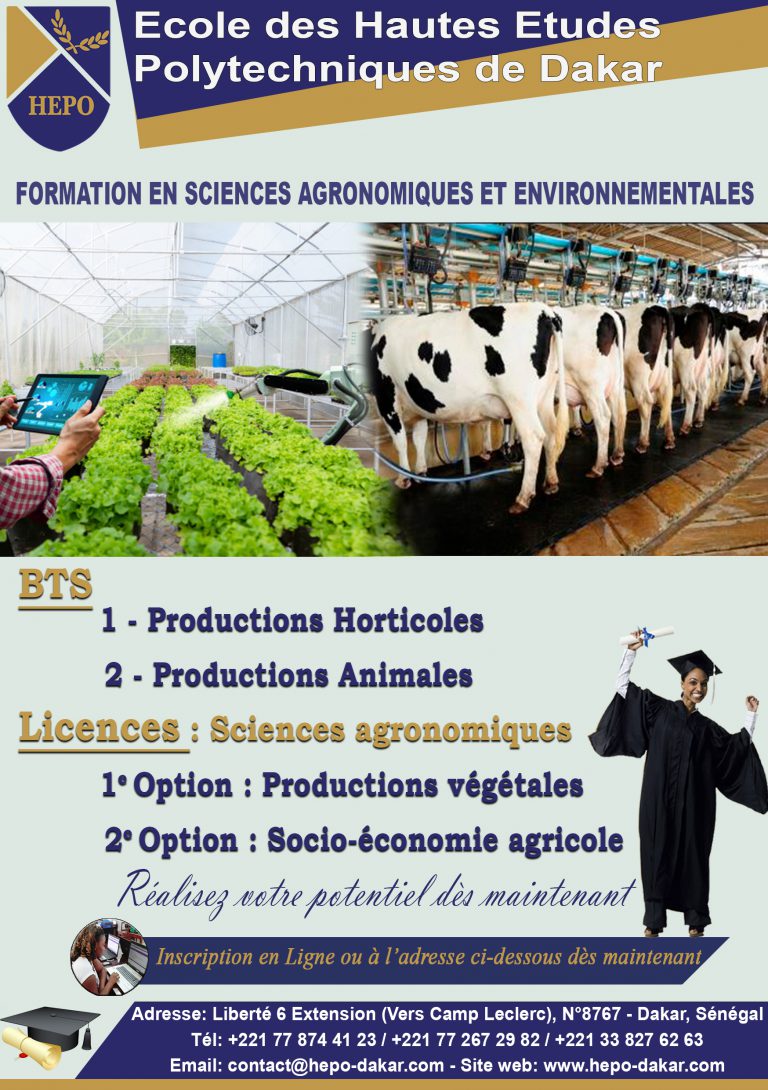 HEPO
Ecole des Hautes Etudes
Polytechniques de Dakar
FORMATION EN SCIENCES AGRONOMIQUES ET ENVIRONNEMENTALES
BTS
1 - Productions Horticoles
2 - Productions Animales
Licences : Sciences agronomiques
1e Option : Productions végétales
2e Option : Socio-économie agricole
Réalisez votre potentiel dès maintenant
Inscription en Ligne ou à l’adresse ci-dessous dès maintenant
Adresse: Liberté 6 Extension (Vers Camp Leclerc), N°8767 - Dakar, Sénégal
Tél: +221 77 874 41 23 / +221 77 267 29 82 / +221 33 827 62 63
Email: contact@hepo-dakar.com - Site web: www.hepo-dakar.com